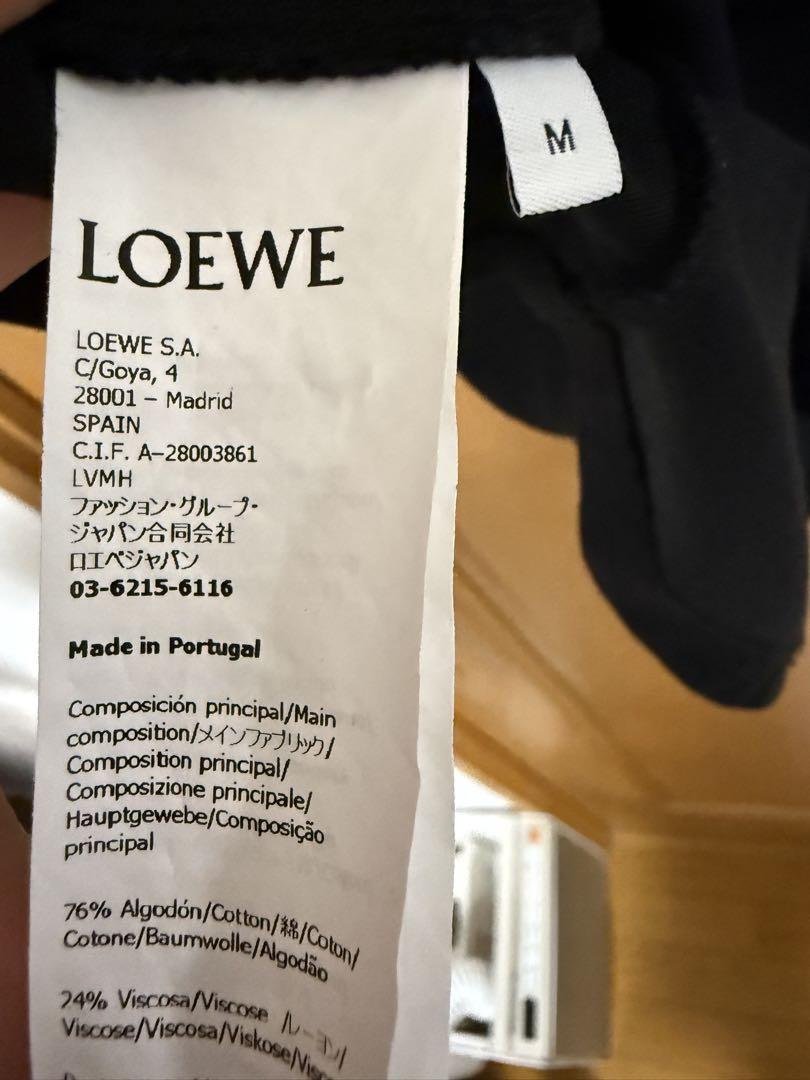 M
LOEWE
LOEWE S.A.
C/Goya, 4
28001 – Madrid
SPAIN
C.I.F. A-28003861
LVMH
ファッション・グループ・
ジャパン合同会社
ロエベジャパン
03-6215-6116
Made in Portugal
Composición principal/Main
composition/メインファブリック/
Composition principal/
Composizione principale/
Hauptgewebe/Composição
principal
76% Algodón/Cotton/綿/Coton/
Cotone/Baumwolle/Algodão
24% Viscosa/Viscose レーヨン/
Viscose/Viscosa/Viskose/